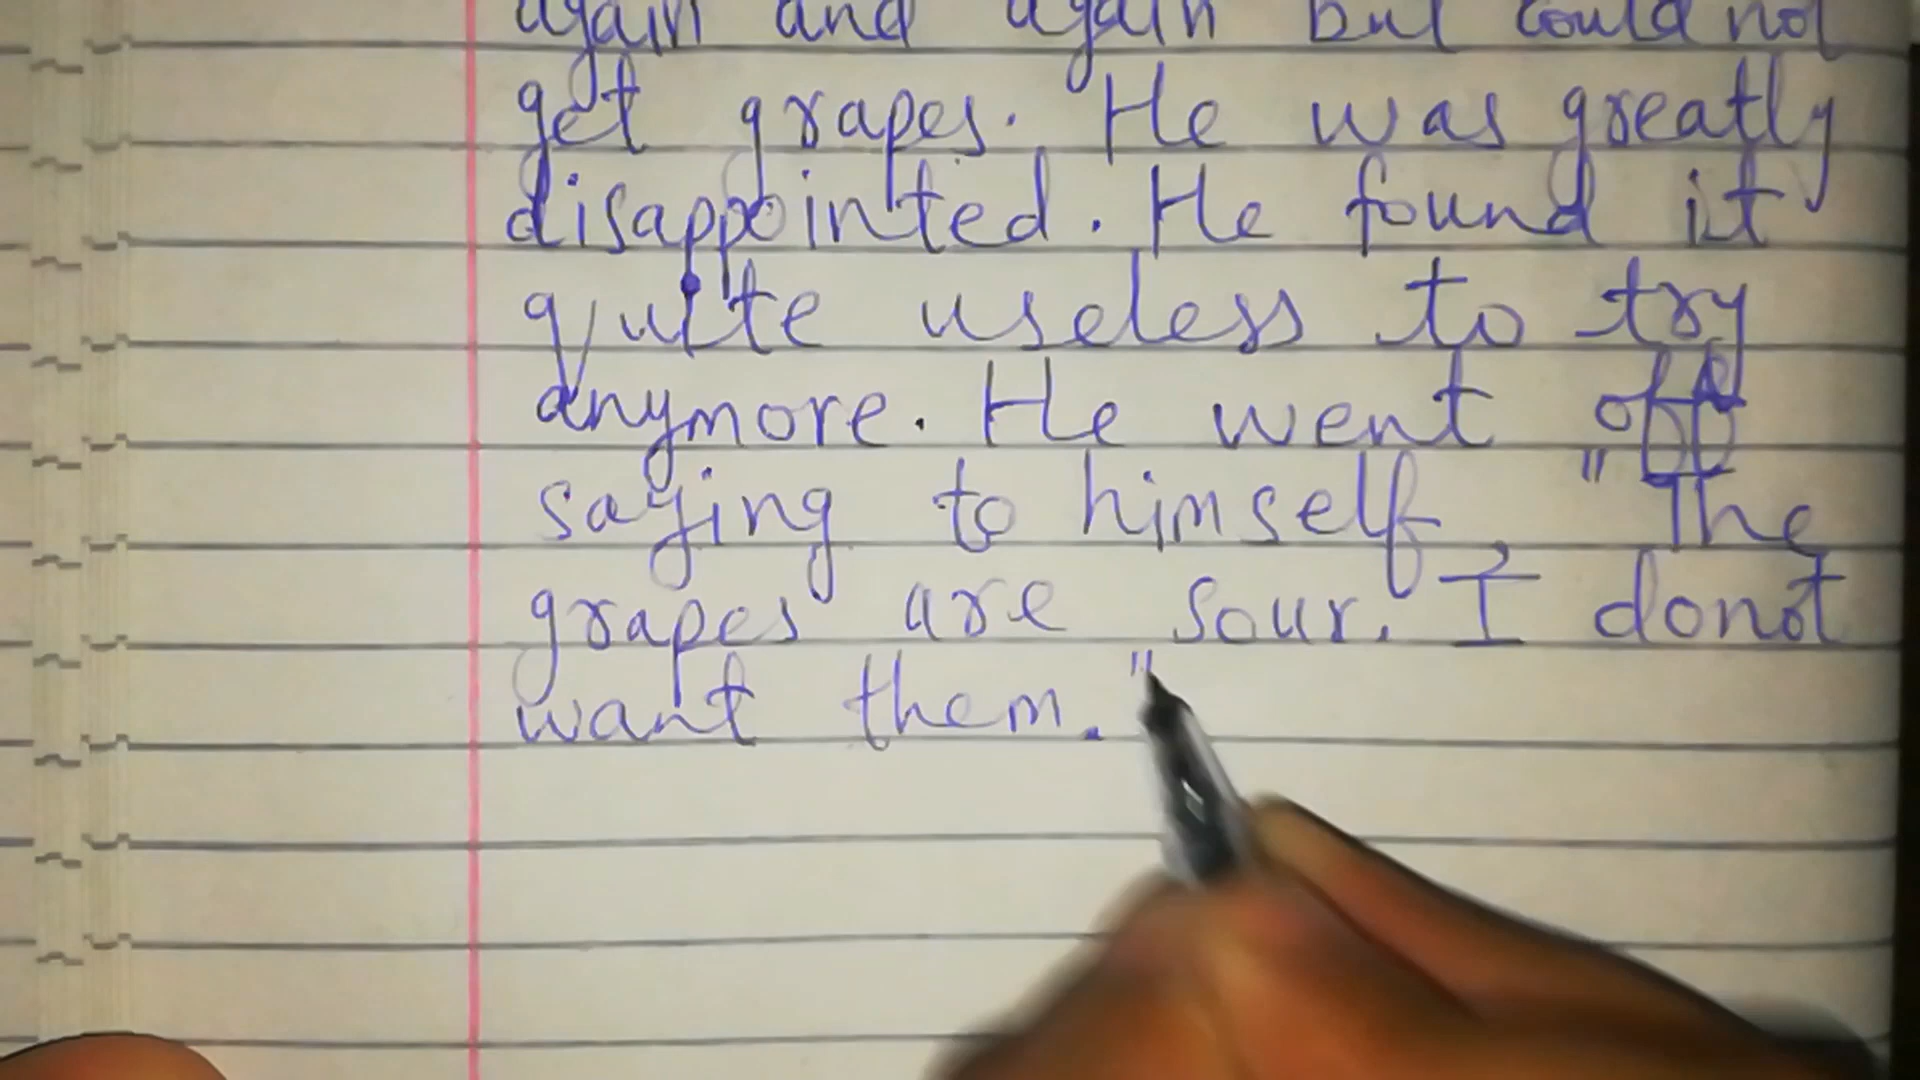 again and again but could not
get grapes. He was greatly
disappointed. He found it
quite useless to try
anymore. He went off
saying to himself, "The
grapes are sour. I donot
want them."